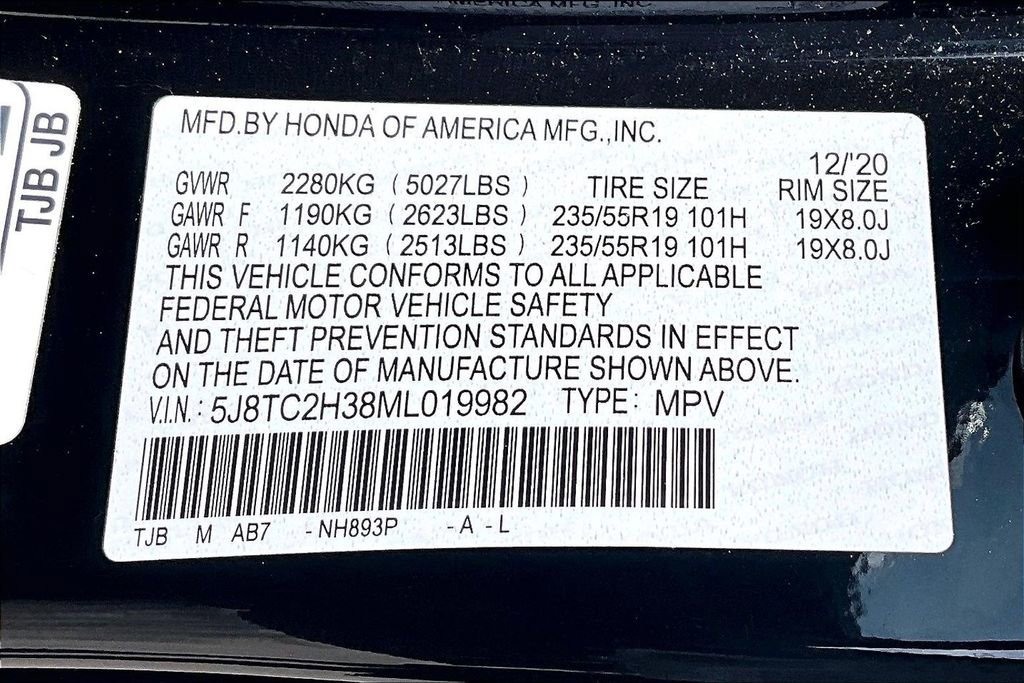 AMERICA MFG., INC.
TJB JB
MFD.BY HONDA OF AMERICA MFG.,INC.
12/'20
GVWR 2280KG ( 5027LBS ) TIRE SIZE RIM SIZE
GAWR F 1190KG ( 2623LBS ) 235/55R19 101H 19X8.0J
GAWR R 1140KG ( 2513LBS ) 235/55R19 101H 19X8.0J
THIS VEHICLE CONFORMS TO ALL APPLICABLE
FEDERAL MOTOR VEHICLE SAFETY
AND THEFT PREVENTION STANDARDS IN EFFECT
ON THE DATE OF MANUFACTURE SHOWN ABOVE.
V.I.N.: 5J8TC2H38ML019982 TYPE: MPV
TJB M AB7 -NH893P -A -L